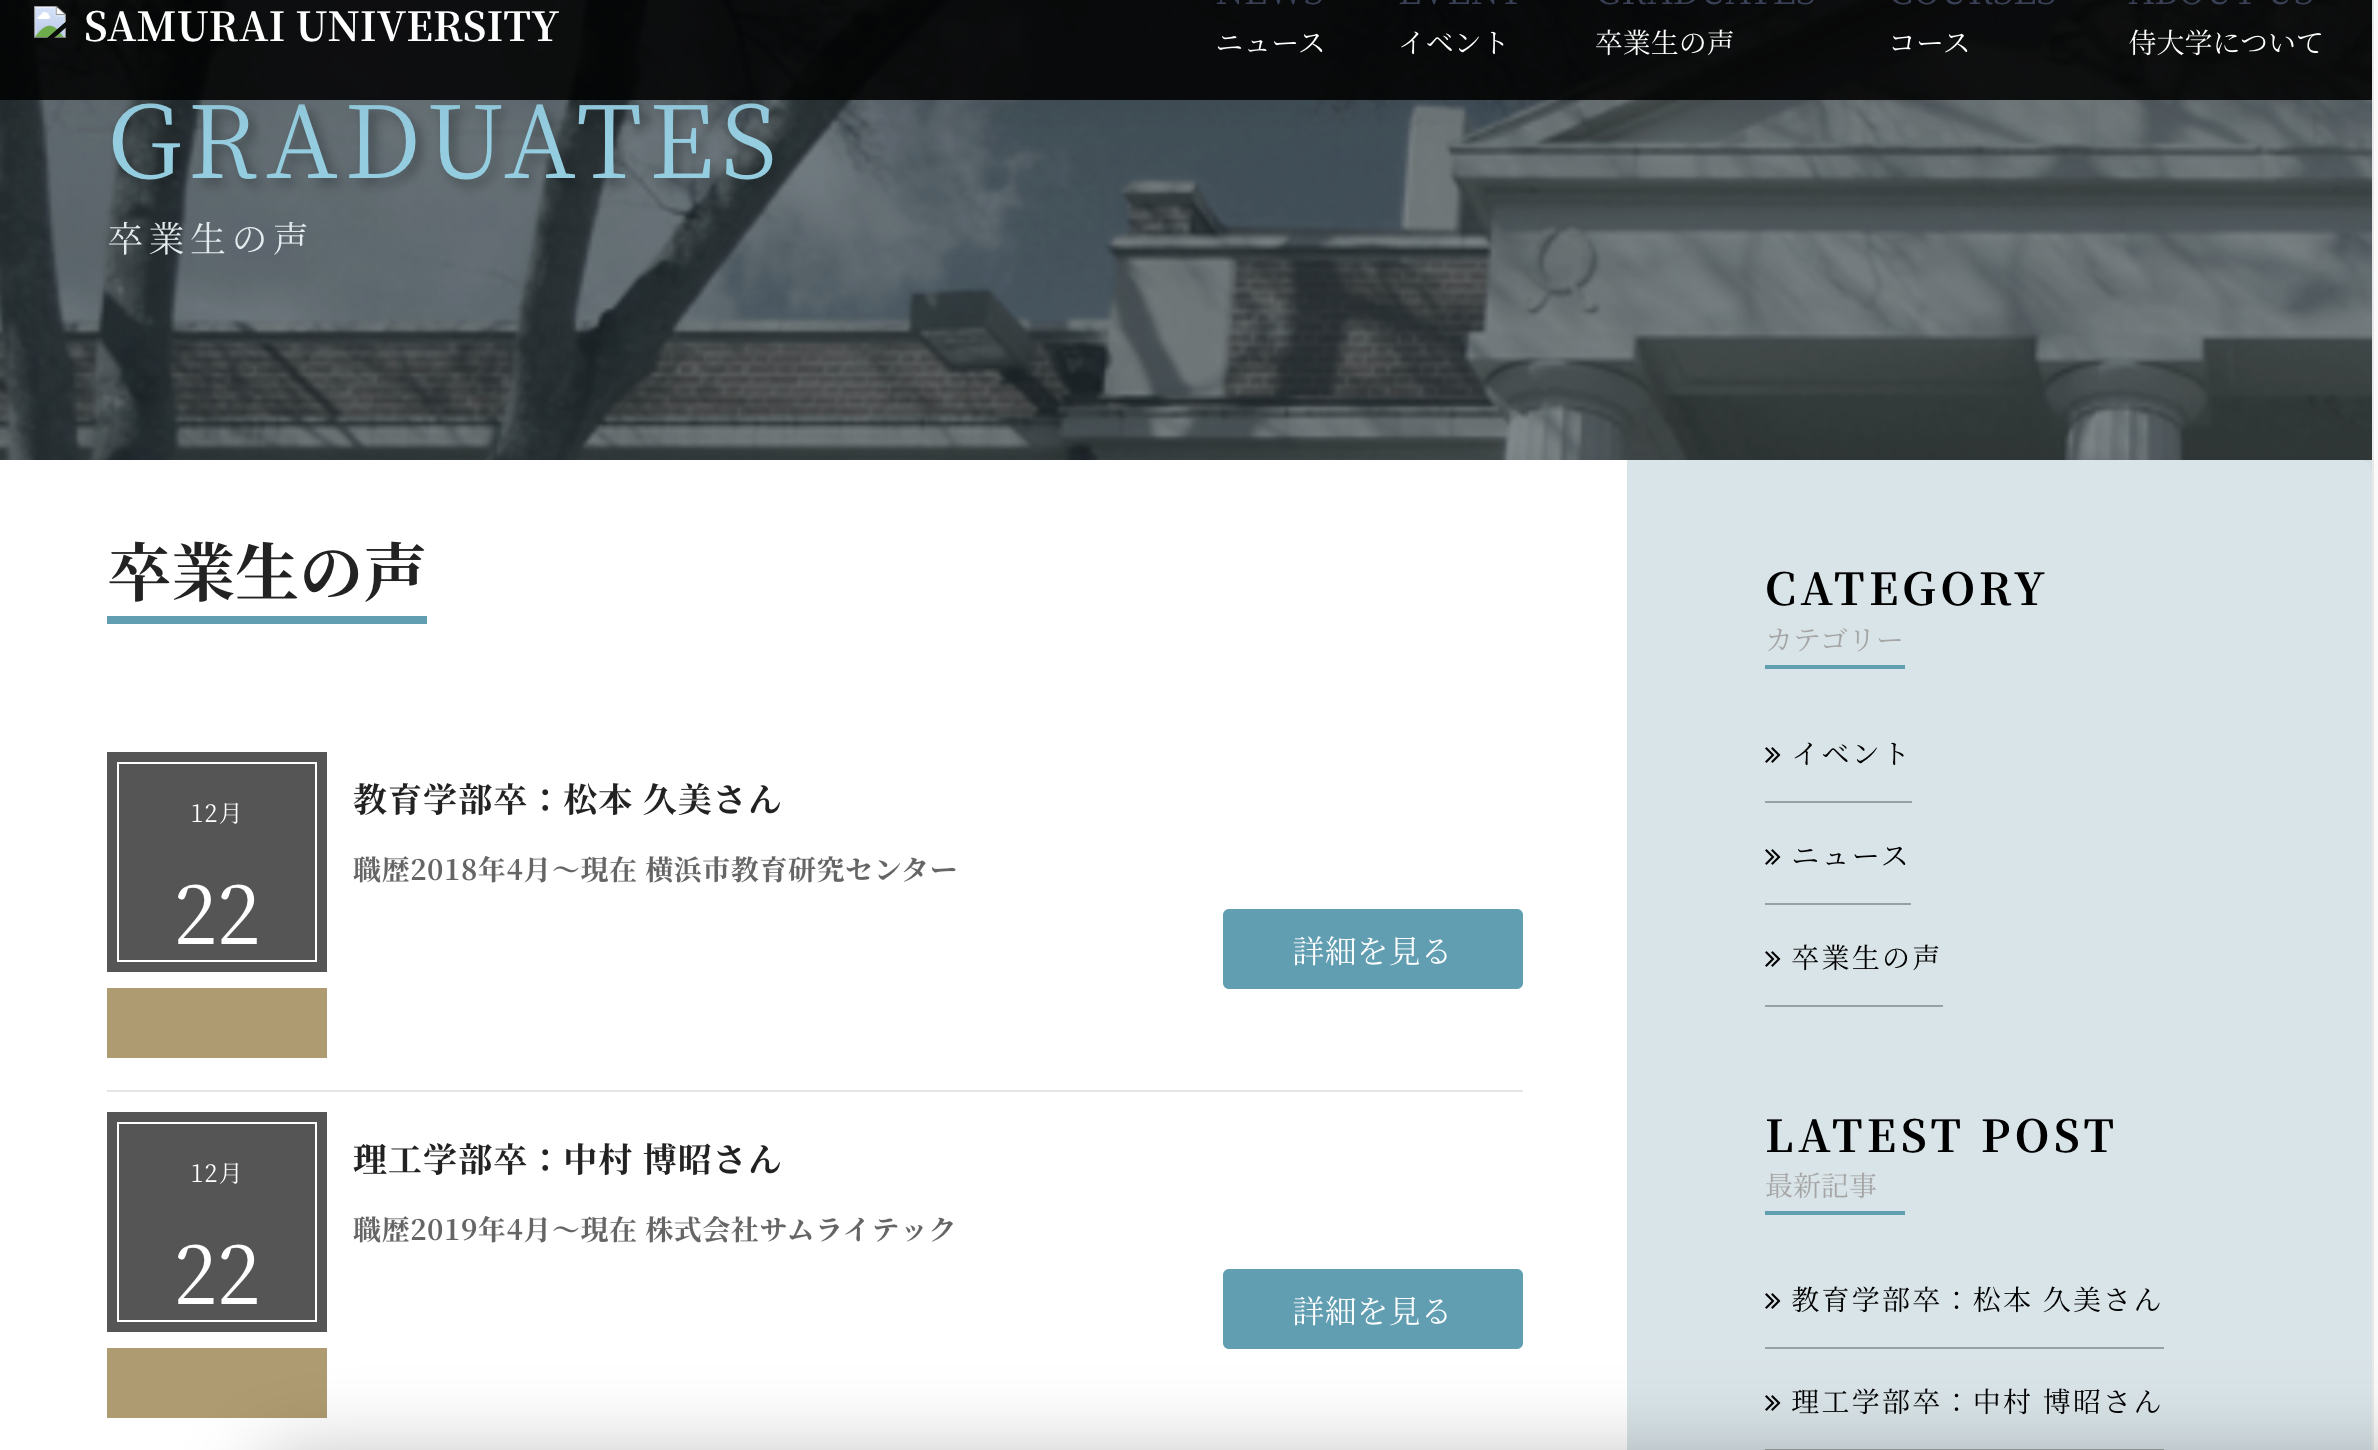 SAMURAI UNIVERSITY
NEWS EVENT GRADUATES COURSES ABOUT US
ニュース イベント 卒業生の声 コース 侍大学について
GRADUATES
卒業生の声
卒業生の声
12月
22
教育学部卒：松本 久美さん
職歴2018年4月〜現在 横浜市教育研究センター
詳細を見る
12月
22
理工学部卒：中村 博昭さん
職歴2019年4月〜現在 株式会社サムライテック
詳細を見る
CATEGORY
カテゴリー
» イベント
» ニュース
» 卒業生の声
LATEST POST
最新記事
» 教育学部卒：松本 久美さん
» 理工学部卒：中村 博昭さん